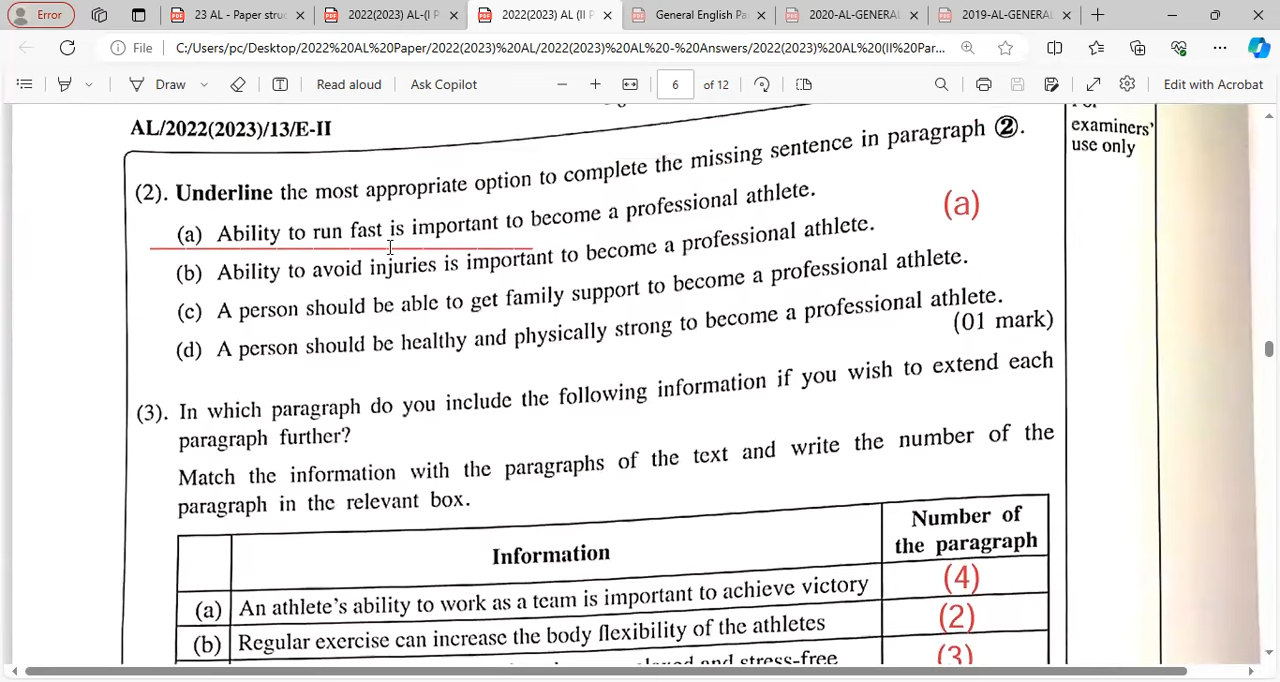 Error
23 AL - Paper struc
2022(2023) AL-(I P
2022(2023) AL (II P
General English Pa
2020-AL-GENERAL
2019-AL-GENERAL
File
C:/Users/pc/Desktop/2022%20AL%20Paper/2022(2023)%20AL/2022(2023)%20AL%20-%20Answers/2022(2023)%20AL%20(II%20Par...
Draw
Read aloud
Ask Copilot
6 of 12
Edit with Acrobat
AL/2022(2023)/13/E-II
examiners'
use only
(2). Underline the most appropriate option to complete the missing sentence in paragraph ②.
(a) Ability to run fast is important to become a professional athlete.
(a)
(b) Ability to avoid injuries is important to become a professional athlete.
(c) A person should be able to get family support to become a professional athlete.
(d) A person should be healthy and physically strong to become a professional athlete.
(01 mark)
(3). In which paragraph do you include the following information if you wish to extend each
paragraph further?
Match the information with the paragraphs of the text and write the number of the
paragraph in the relevant box.
Information
Number of
the paragraph
(a) An athlete's ability to work as a team is important to achieve victory (4)
(b) Regular exercise can increase the body flexibility of the athletes (2)
and stress-free (3)